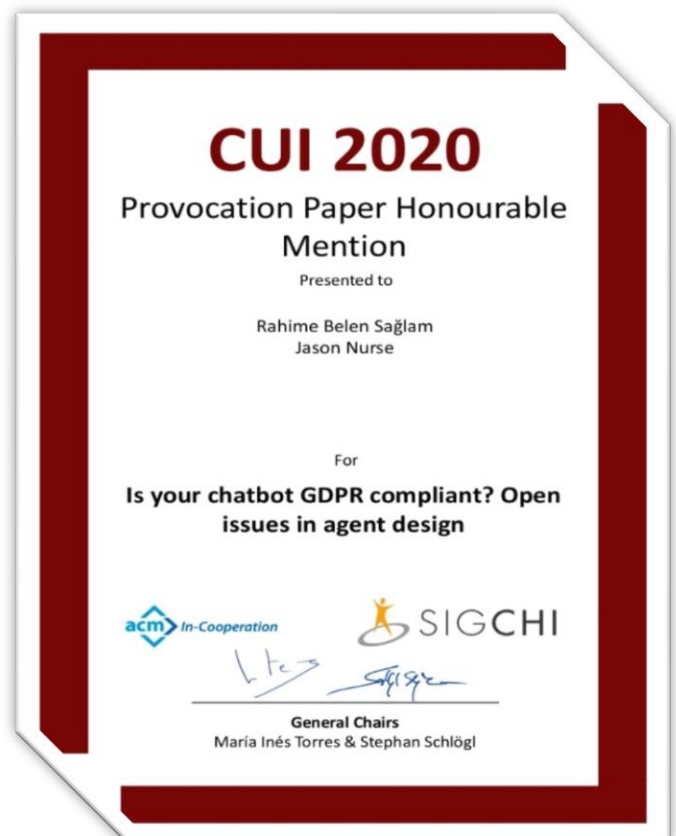 CUI 2020
Provocation Paper Honourable
Mention
Presented to
Rahime Belen Sağlam
Jason Nurse
For
Is your chatbot GDPR compliant? Open
issues in agent design
acm In-Cooperation
SIGCHI
General Chairs
María Inés Torres & Stephan Schlögl